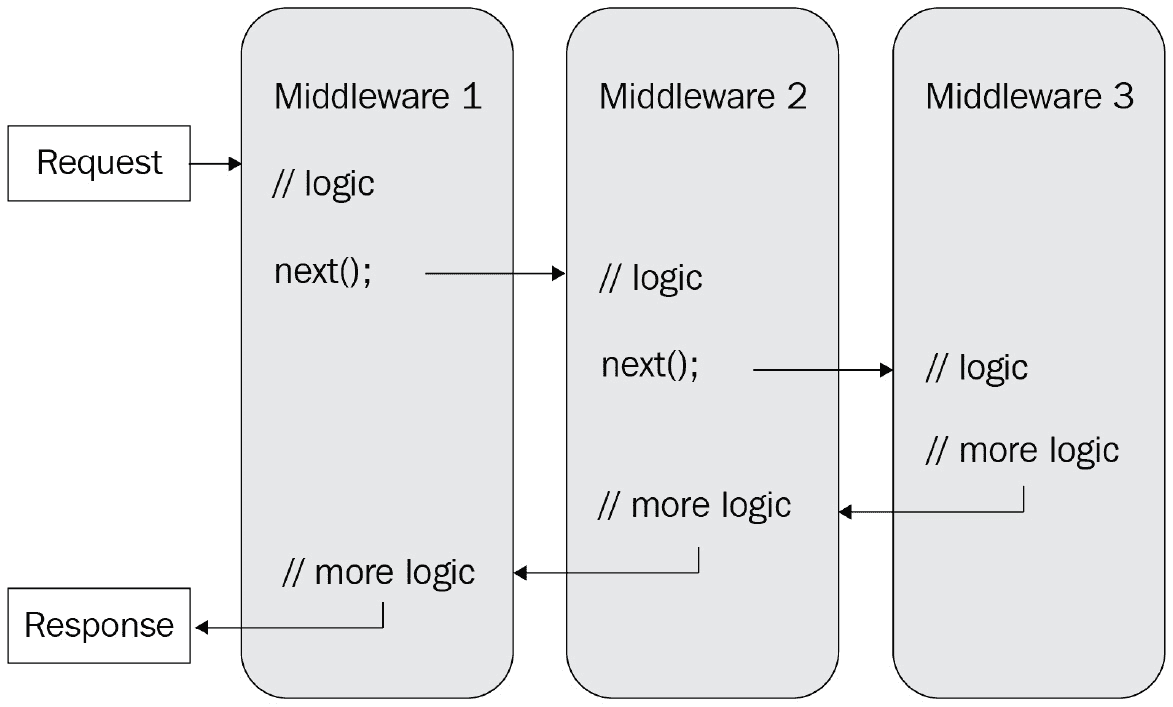 Middleware 1
Middleware 2
Middleware 3
Request
// logic
next();
// logic
next();
// logic
// more logic
// more logic
// more logic
Response